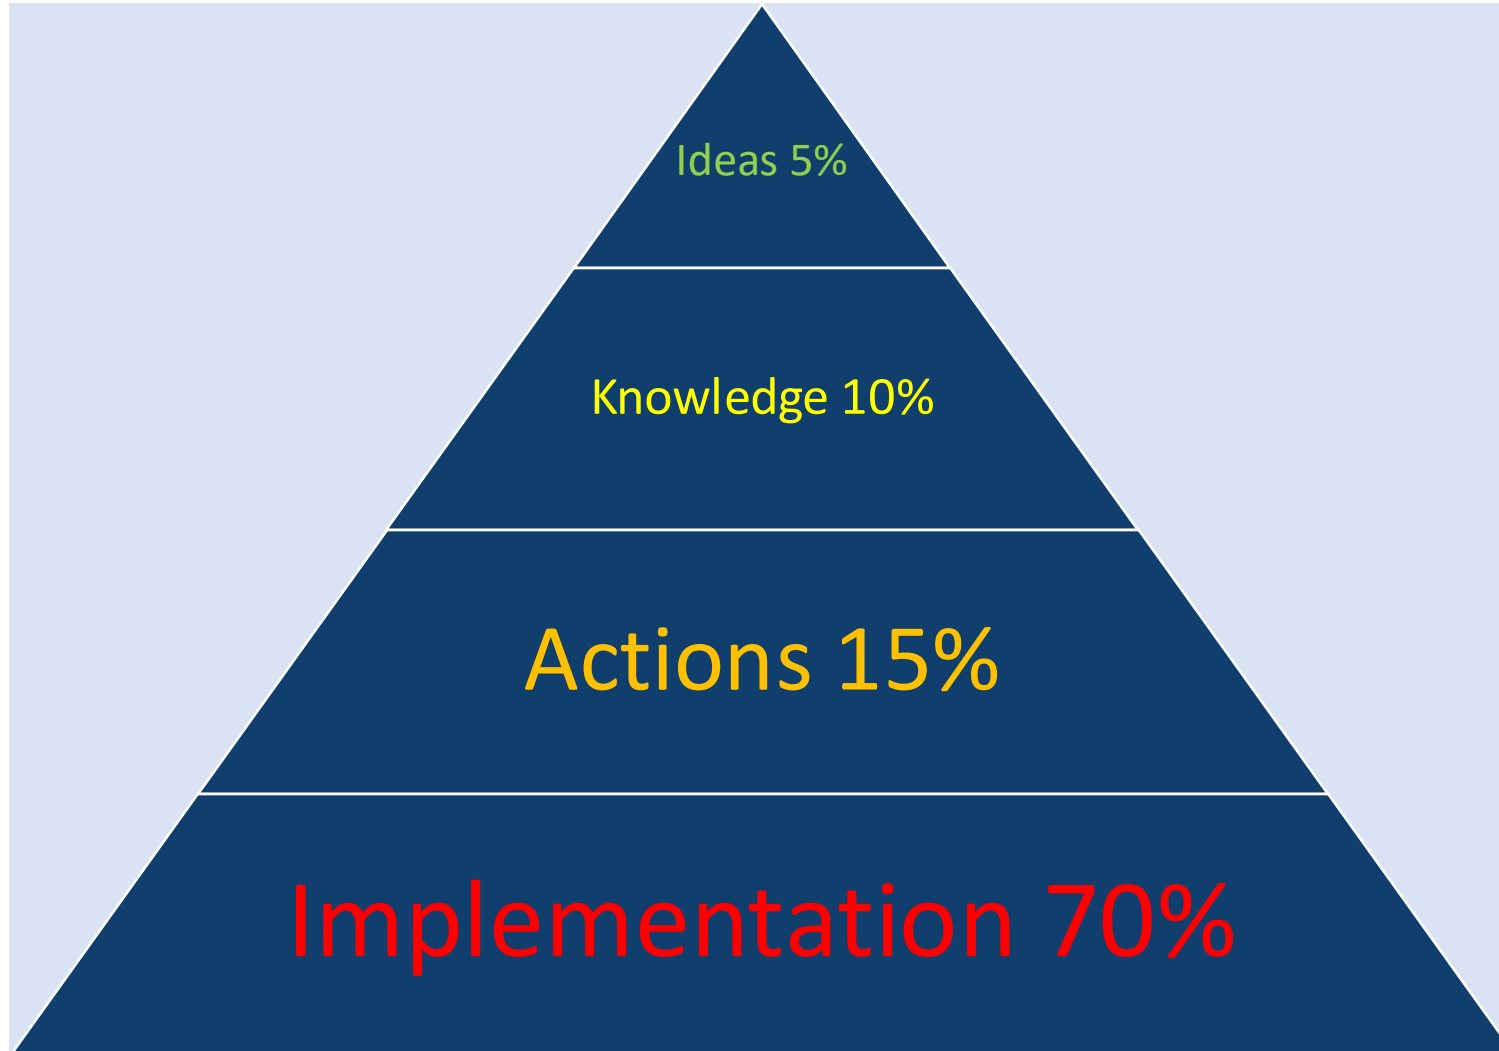 Ideas 5%
Knowledge 10%
Actions 15%
Implementation 70%